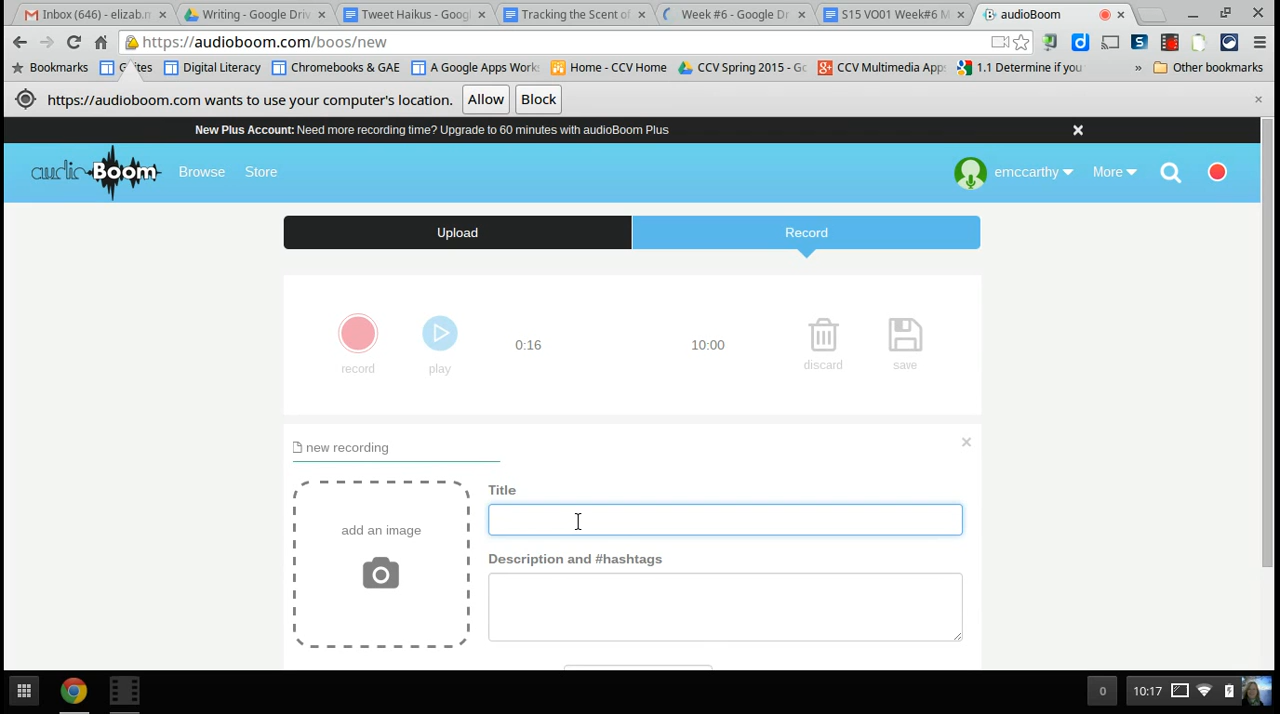 Inbox (646) - elizab.m
Writing - Google Driv
Tweet Haikus - Googl
Tracking the Scent of
Week #6 - Google Dr
S15 VO01 Week#6 M
audioBoom
https://audioboom.com/boos/new
Bookmarks
Digital Literacy
Chromebooks & GAE
A Google Apps Work
Home - CCV Home
CCV Spring 2015 - Go
CCV Multimedia App
1.1 Determine if you
»
Other bookmarks
https://audioboom.com wants to use your computer's location.
Allow
Block
New Plus Account: Need more recording time? Upgrade to 60 minutes with audioBoom Plus
audioBoom
Browse
Store
emccarthy
More
Upload
Record
0:16
10:00
record
play
discard
save
new recording
Title
add an image
Description and #hashtags
0
10:17